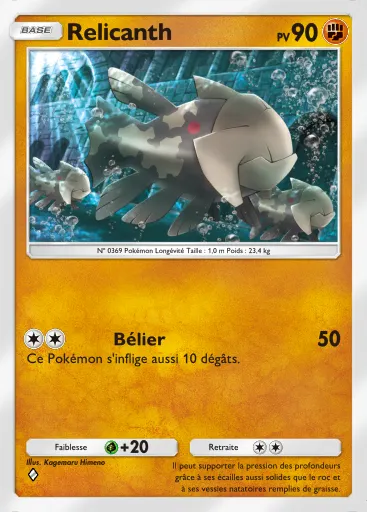 BASE
Relicanth
PV 90
N° 0369 Pokémon Longévité Taille : 1,0 m Poids : 23,4 kg
Bélier 50
Ce Pokémon s'inflige aussi 10 dégâts.
Faiblesse +20 Retraite
Illus. Kagemaru Himeno
Il peut supporter la pression des profondeurs
grâce à ses écailles aussi solides que le roc et
à ses vessies natatoires remplies de graisse.